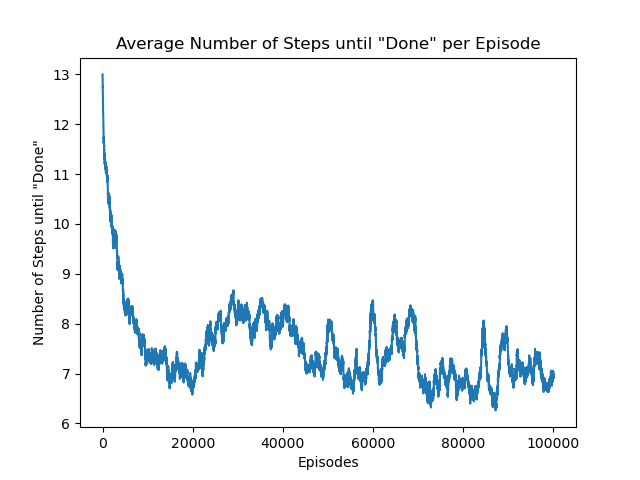 Average Number of Steps until "Done" per Episode
Number of Steps until "Done"
13
12
11
10
9
8
7
6
0 20000 40000 60000 80000 100000
Episodes